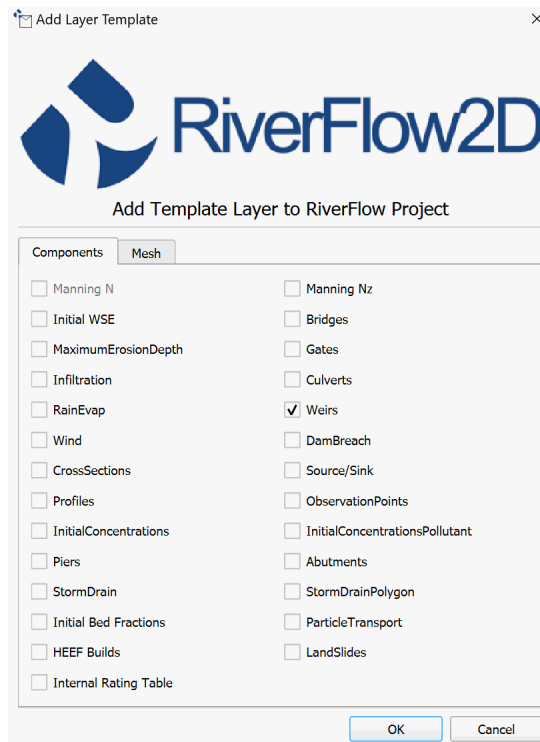 Add Layer Template
RiverFlow2D
Add Template Layer to RiverFlow Project
Components Mesh
Manning N Manning Nz
Initial WSE Bridges
MaximumErosionDepth Gates
Infiltration Culverts
RainEvap Weirs
Wind DamBreach
CrossSections Source/Sink
Profiles ObservationPoints
InitialConcentrations InitialConcentrationsPollutant
Piers Abutments
StormDrain StormDrainPolygon
Initial Bed Fractions ParticleTransport
HEEF Builds LandSlides
Internal Rating Table
OK Cancel